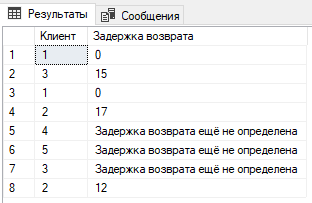 Результаты Сообщения
Клиент Задержка возврата
1 1 0
2 3 15
3 1 0
4 2 17
5 4 Задержка возврата ещё не определена
6 5 Задержка возврата ещё не определена
7 3 Задержка возврата ещё не определена
8 2 12